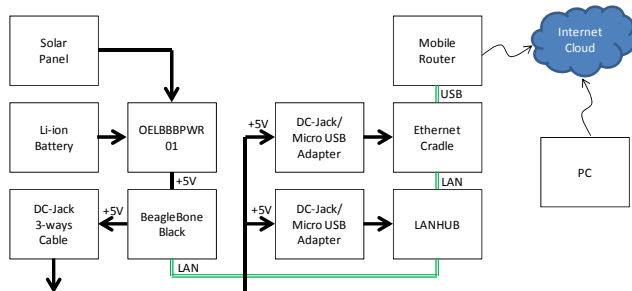 Solar
Panel
Mobile
Router
Internet
Cloud
USB
Li-ion
Battery
OELBBBPWR
01
+5V
DC-Jack/
Micro USB
Adapter
Ethernet
Cradle
PC
+5V
LAN
DC-Jack
3-ways
Cable
+5V
BeagleBone
Black
+5V
DC-Jack/
Micro USB
Adapter
LANHUB
LAN